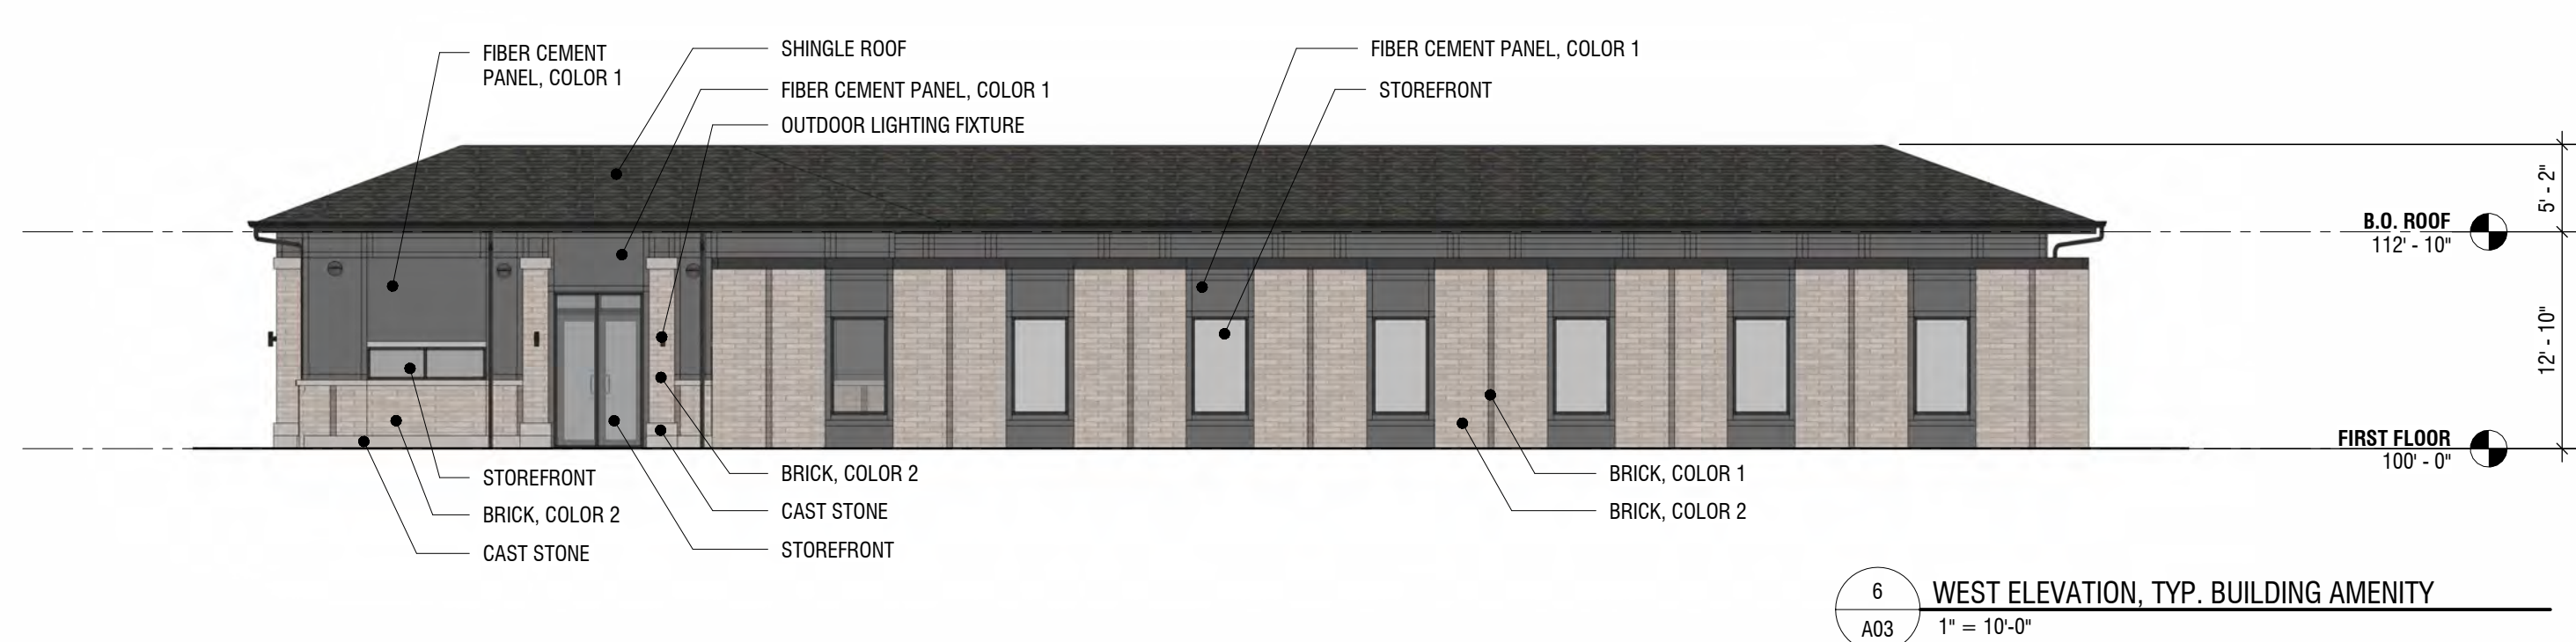 FIBER CEMENT
PANEL, COLOR 1
SHINGLE ROOF
FIBER CEMENT PANEL, COLOR 1
OUTDOOR LIGHTING FIXTURE
FIBER CEMENT PANEL, COLOR 1
STOREFRONT
5' - 2"
B.O. ROOF
112' - 10"
12' - 10"
FIRST FLOOR
100' - 0"
STOREFRONT
BRICK, COLOR 2
CAST STONE
BRICK, COLOR 2
CAST STONE
STOREFRONT
BRICK, COLOR 1
BRICK, COLOR 2
6
A03
WEST ELEVATION, TYP. BUILDING AMENITY
1" = 10'-0"